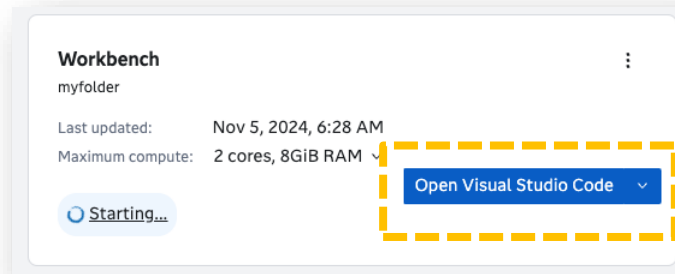 Workbench
myfolder
Last updated: Nov 5, 2024, 6:28 AM
Maximum compute: 2 cores, 8GiB RAM
Open Visual Studio Code
Starting...